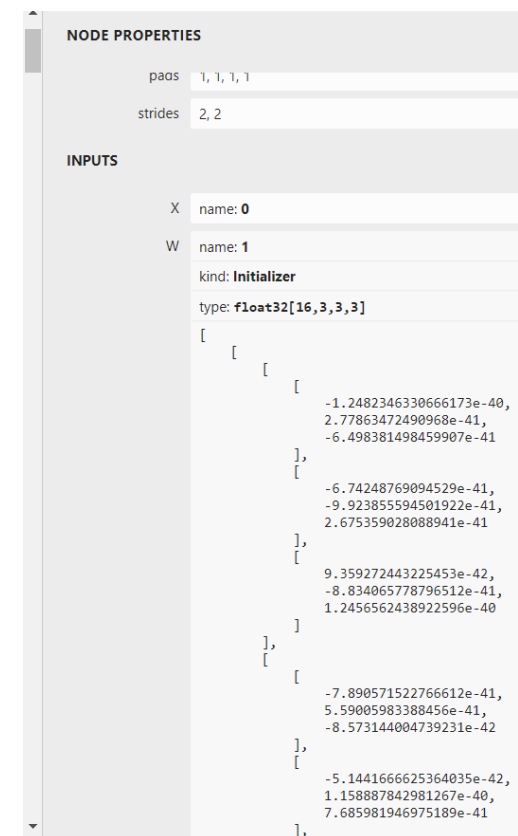 NODE PROPERTIES
pads 1, 1, 1, 1
strides 2, 2
INPUTS
X name: 0
W name: 1
kind: Initializer
type: float32[16,3,3,3]
[
[
[
[
-1.2482346330666173e-40,
2.77863472490968e-41,
-6.498381498459907e-41
],
[
-6.74248769094529e-41,
-9.923855594501922e-41,
2.675359028088941e-41
],
[
9.359272443225453e-42,
-8.834065778796512e-41,
1.2456562438922596e-40
]
],
[
[
-7.890571522766612e-41,
5.59005983388456e-41,
-8.573144004739231e-42
],
[
-5.1441666625364035e-42,
1.158887842981267e-40,
7.685981946975189e-41
],